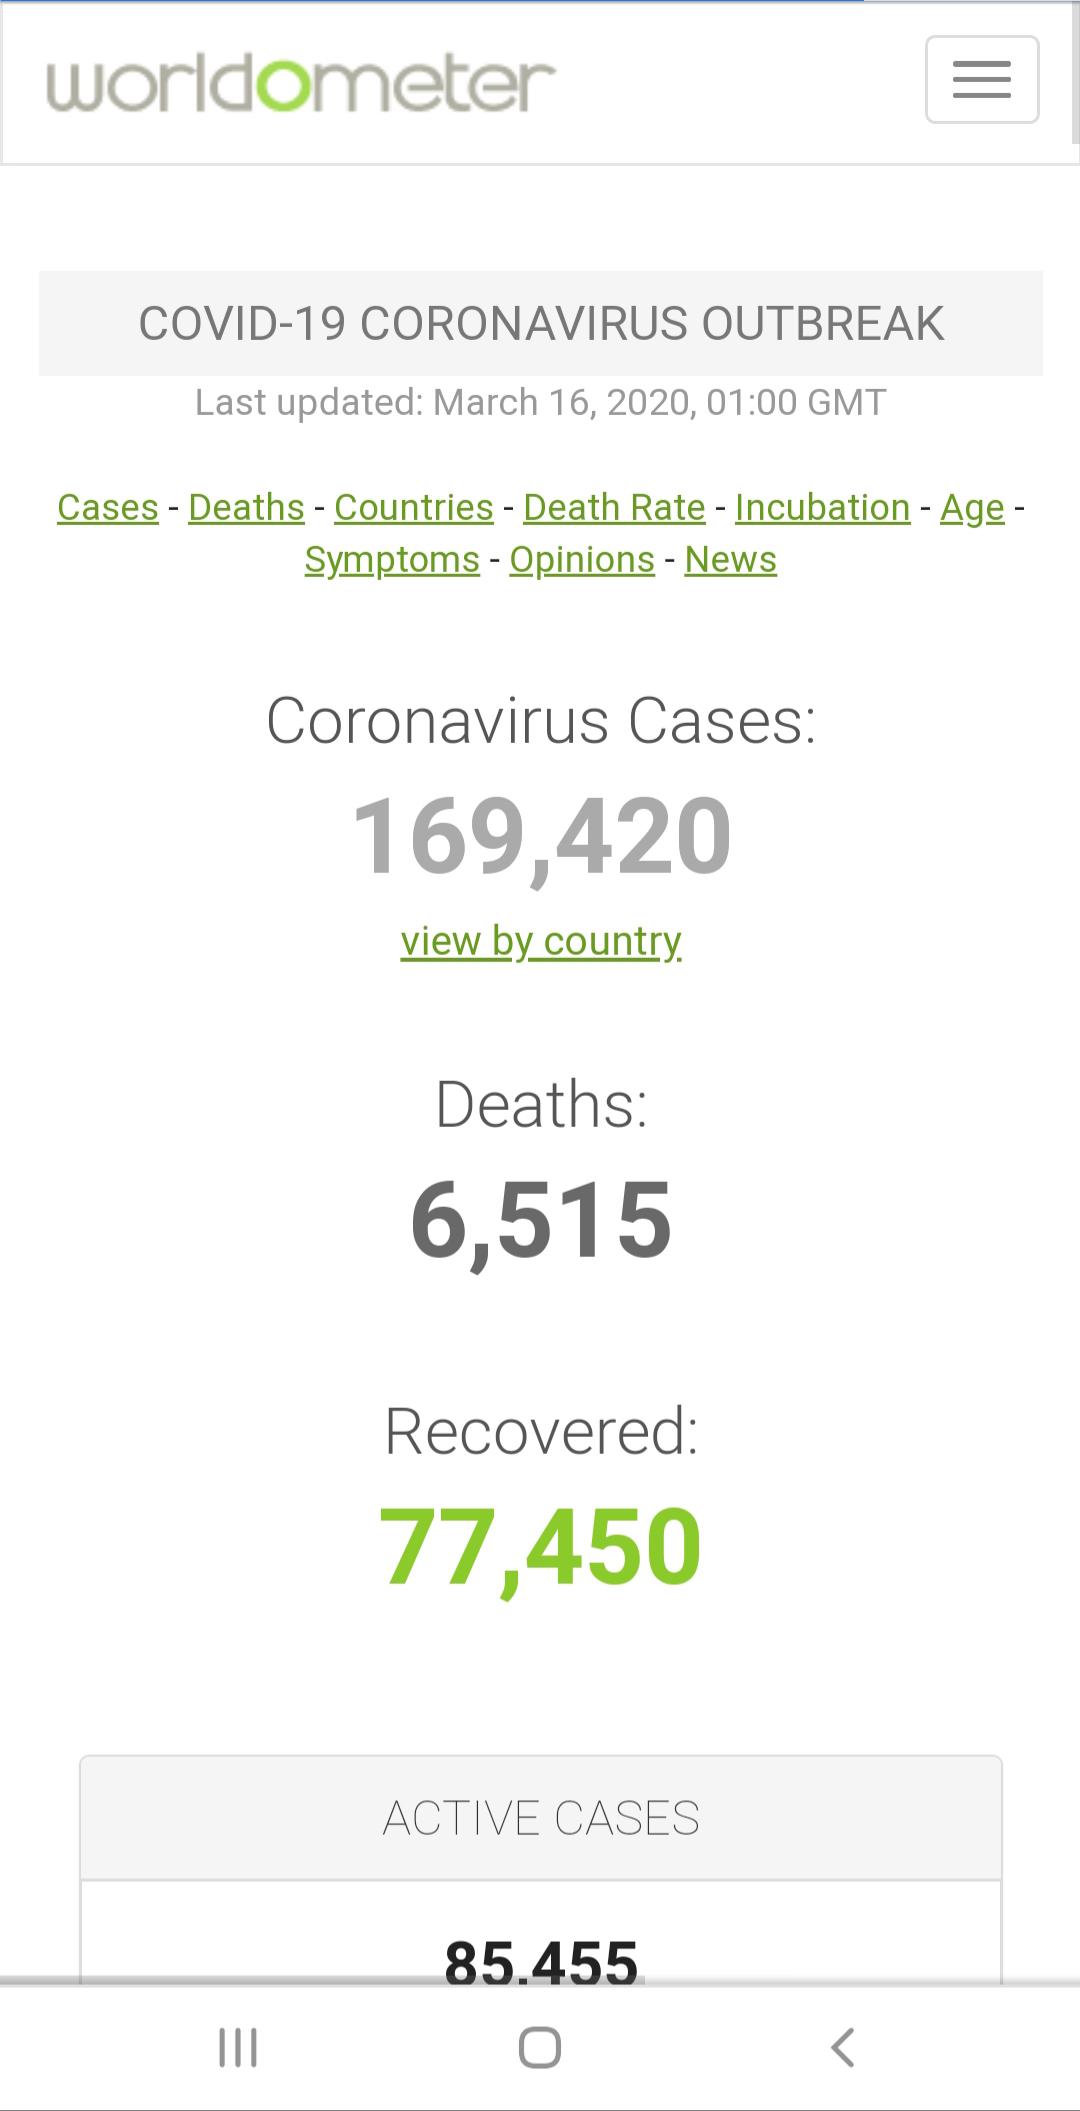 worldometer
COVID-19 CORONAVIRUS OUTBREAK
Last updated: March 16, 2020, 01:00 GMT
Cases - Deaths - Countries - Death Rate - Incubation - Age -
Symptoms - Opinions - News
Coronavirus Cases:
169,420
view by country
Deaths:
6,515
Recovered:
77,450
ACTIVE CASES
85,455